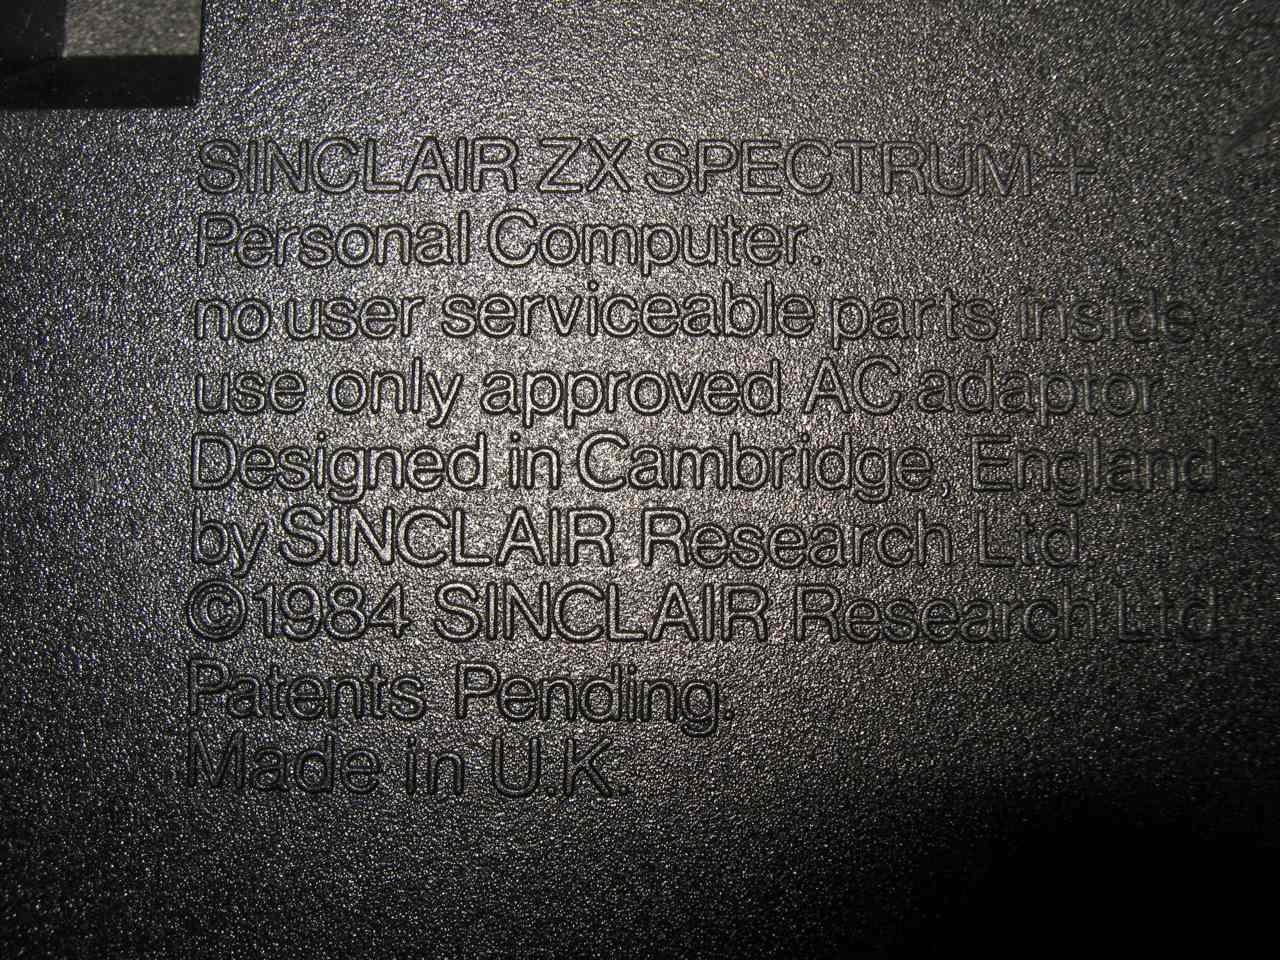 SINCLAIR ZX SPECTRUM+
Personal Computer.
no user serviceable parts inside.
use only approved AC adaptor.
Designed in Cambridge, England
by SINCLAIR Research Ltd.
©1984 SINCLAIR Research Ltd.
Patents Pending.
Made in U.K.